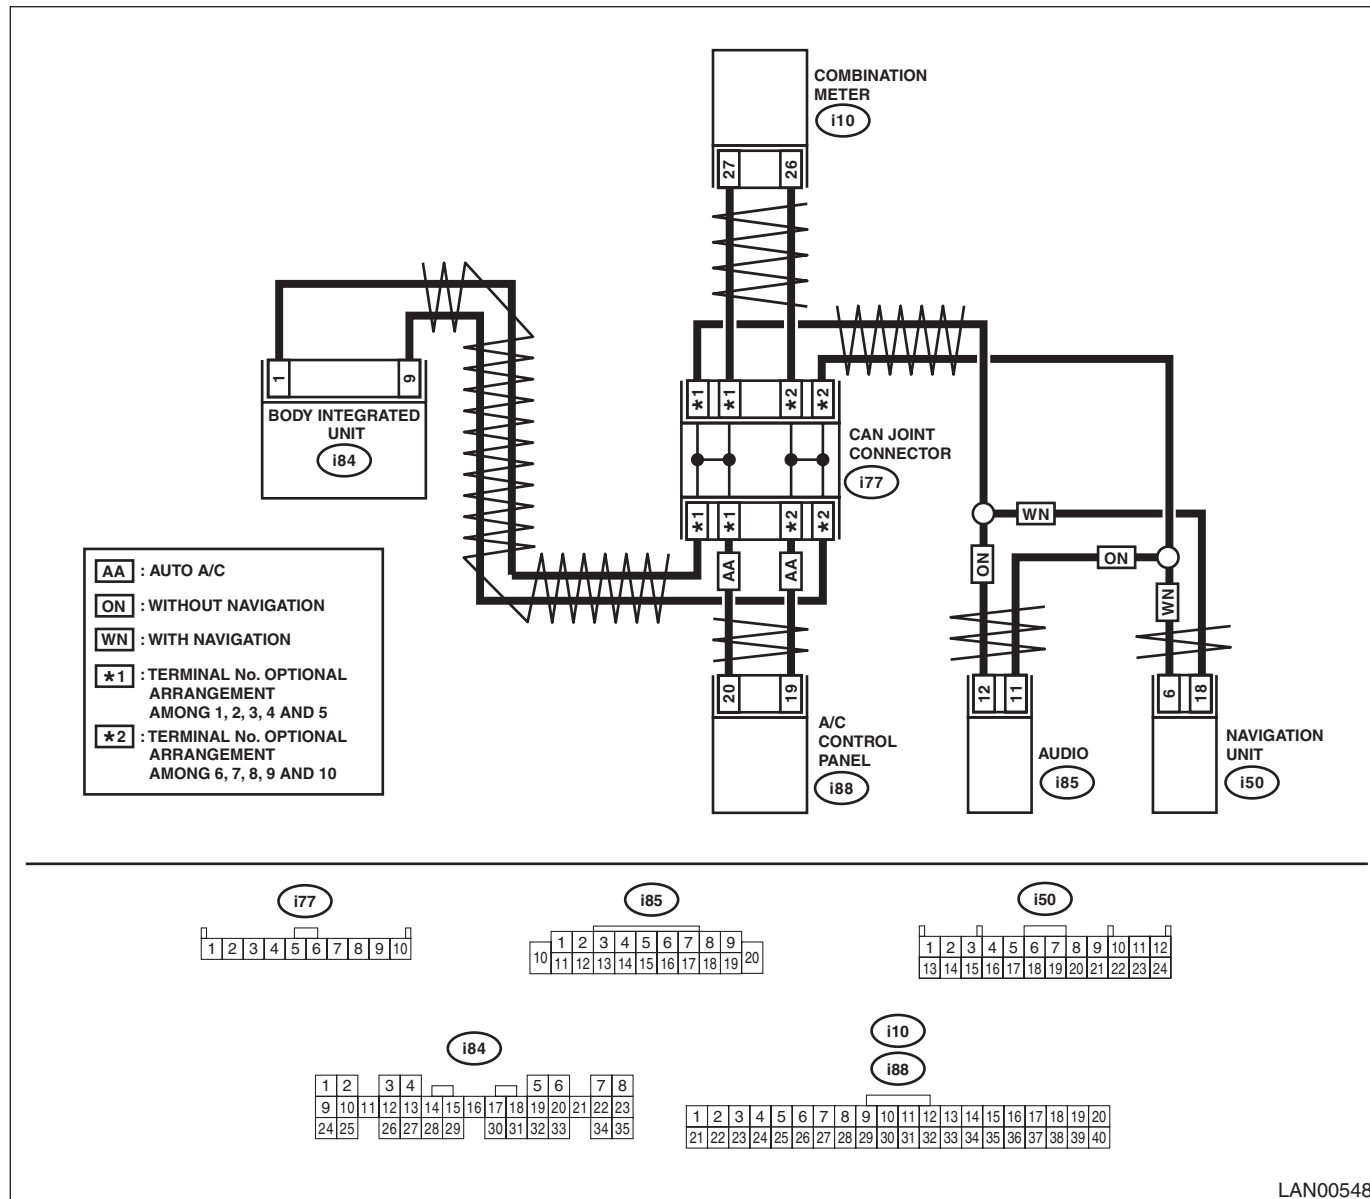 COMBINATION
METER
i10
27 26
1 9
BODY INTEGRATED
UNIT
i84
*1 *1 *2 *2
CAN JOINT
CONNECTOR
i77
*1 *1 *2 *2
WN
ON
AA AA
ON
WN
AA : AUTO A/C
ON : WITHOUT NAVIGATION
WN : WITH NAVIGATION
*1 : TERMINAL No. OPTIONAL
ARRANGEMENT
AMONG 1, 2, 3, 4 AND 5
*2 : TERMINAL No. OPTIONAL
ARRANGEMENT
AMONG 6, 7, 8, 9 AND 10
20 19
A/C
CONTROL
PANEL
i88
12 11
AUDIO
i85
6 18
NAVIGATION
UNIT
i50
i77
1 2 3 4 5 6 7 8 9 10
i85
1 2 3 4 5 6 7 8 9
10 20
11 12 13 14 15 16 17 18 19
i50
1 2 3 4 5 6 7 8 9 10 11 12
13 14 15 16 17 18 19 20 21 22 23 24
i84
1 2 3 4 5 6 7 8
9 10 11 12 13 14 15 16 17 18 19 20 21 22 23
24 25 26 27 28 29 30 31 32 33 34 35
i10
i88
1 2 3 4 5 6 7 8 9 10 11 12 13 14 15 16 17 18 19 20
21 22 23 24 25 26 27 28 29 30 31 32 33 34 35 36 37 38 39 40
LAN00548